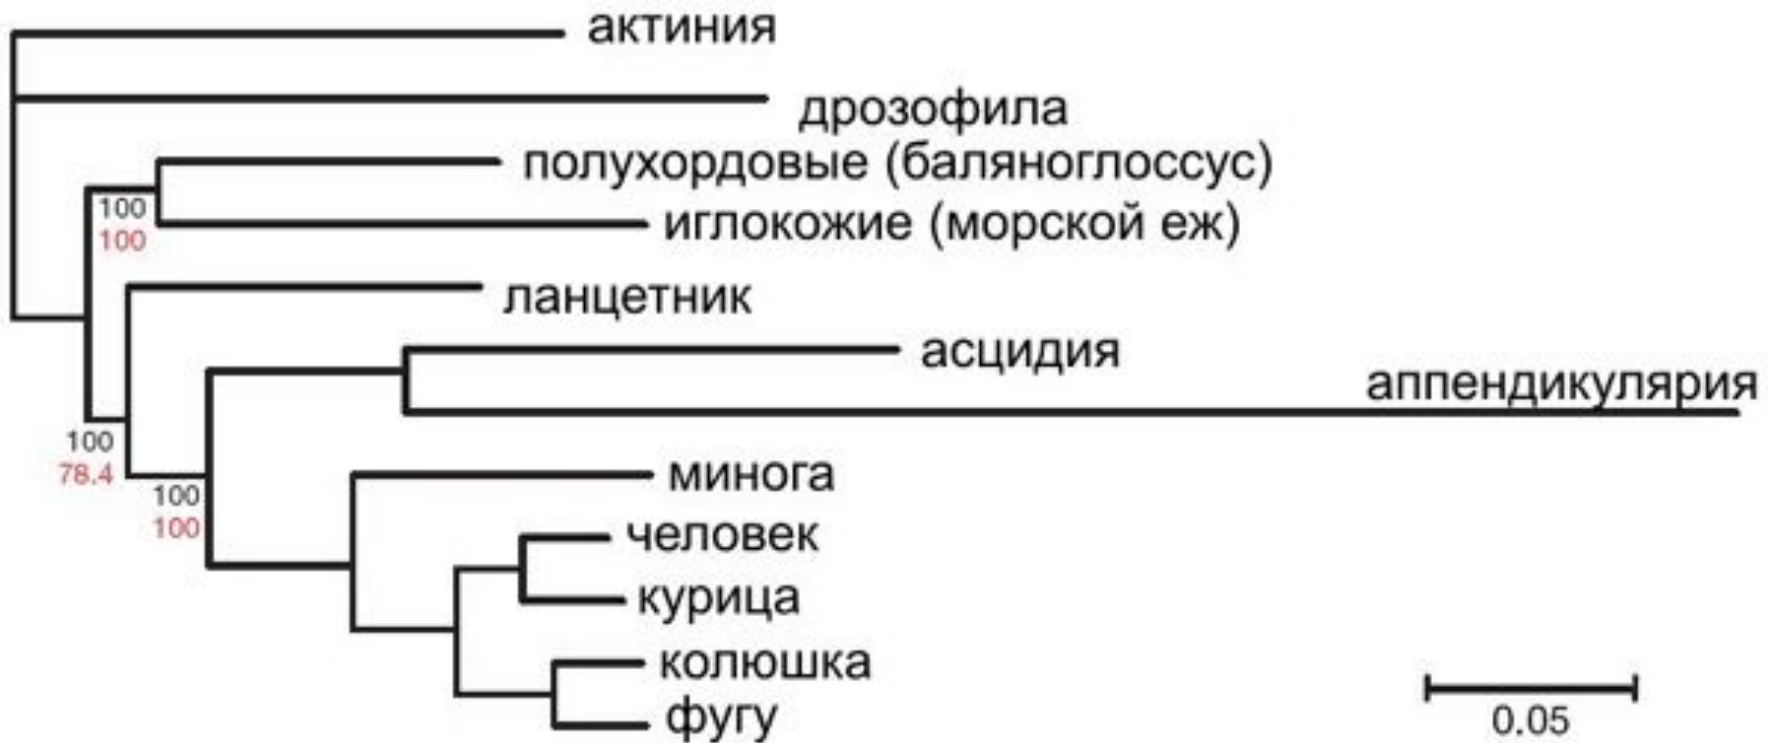 актиния
дрозофила
полухордовые (баляноглоссус)
100
100
иглокожие (морской еж)
ланцетник
асцидия
аппендикулярия
100
78.4
минога
100
100
человек
курица
колюшка
фугу
0.05